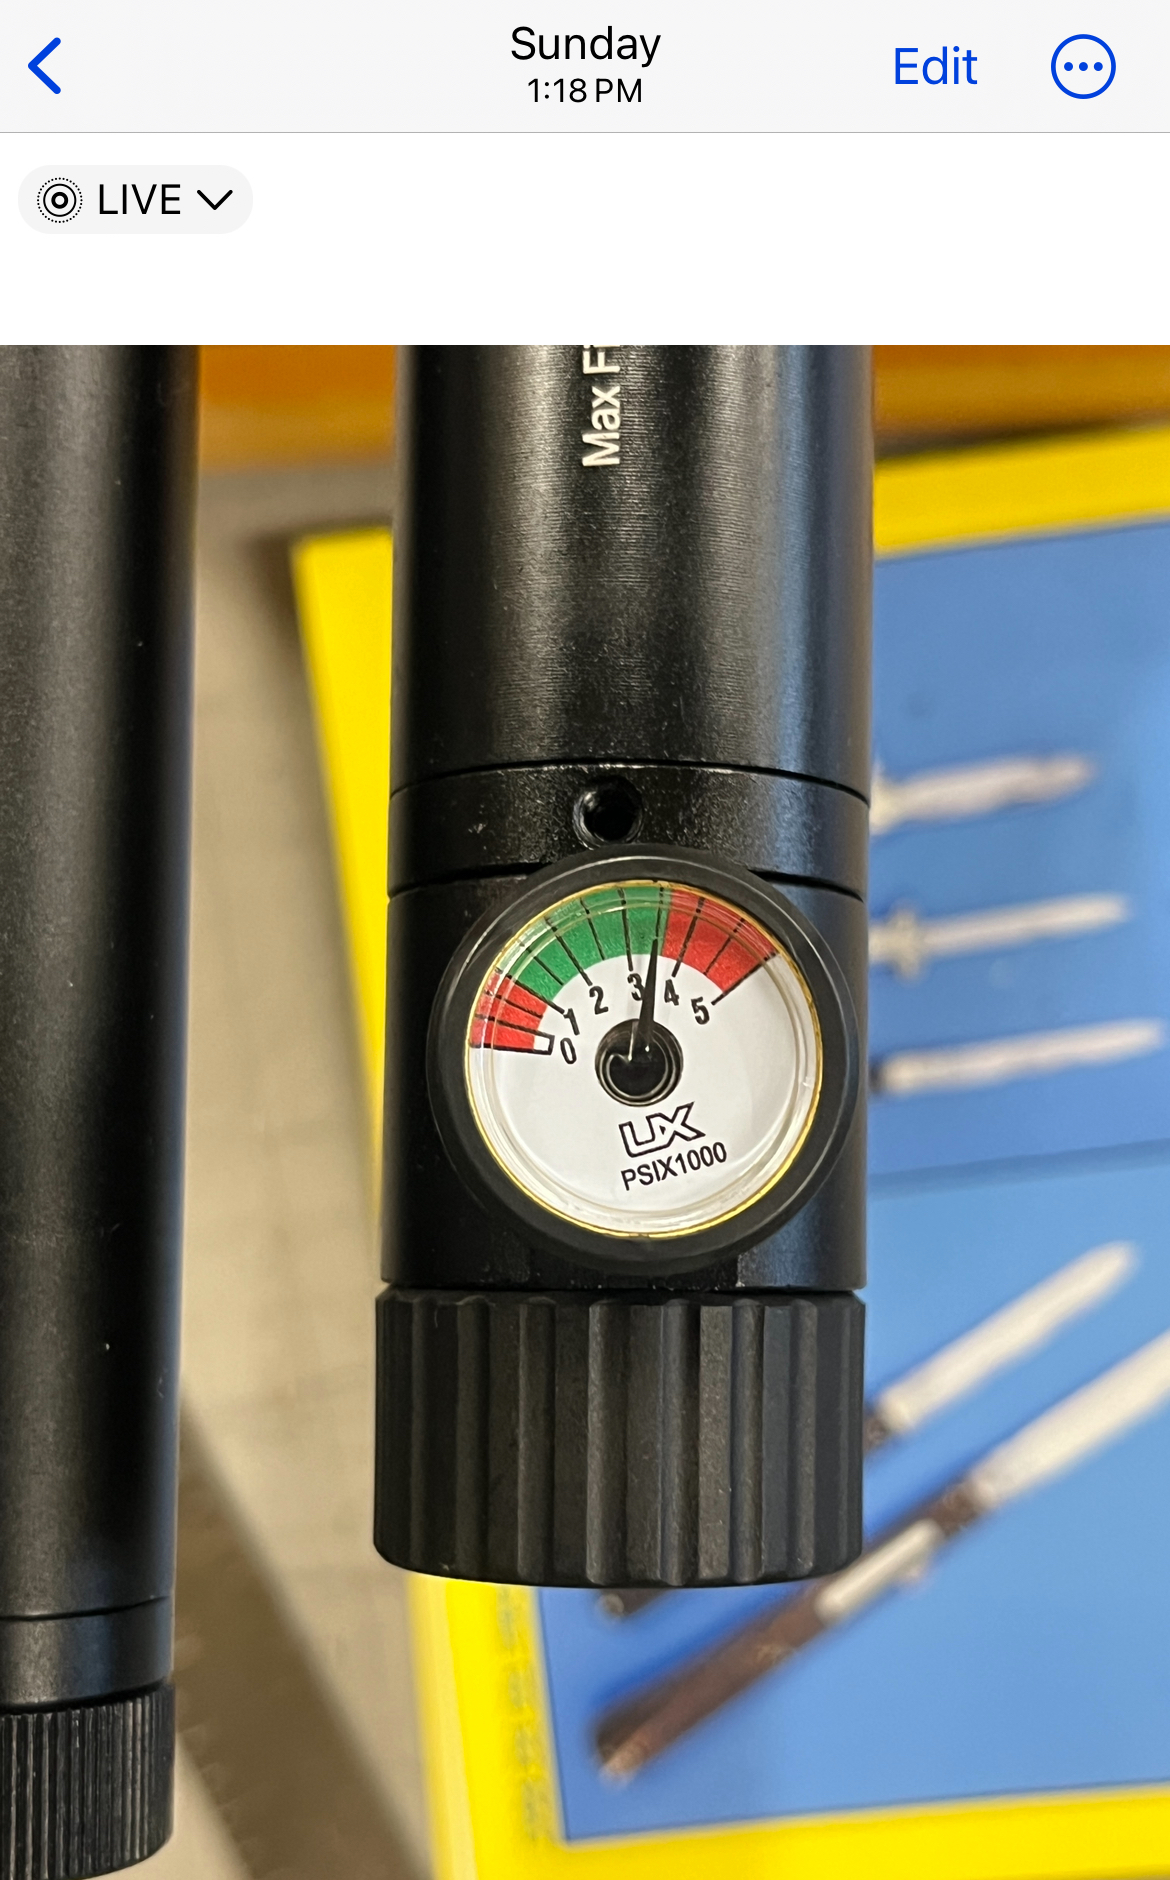 Sunday
1:18 PM
Edit
LIVE
Max
0
1
2
3
4
5
UX
PSIX1000